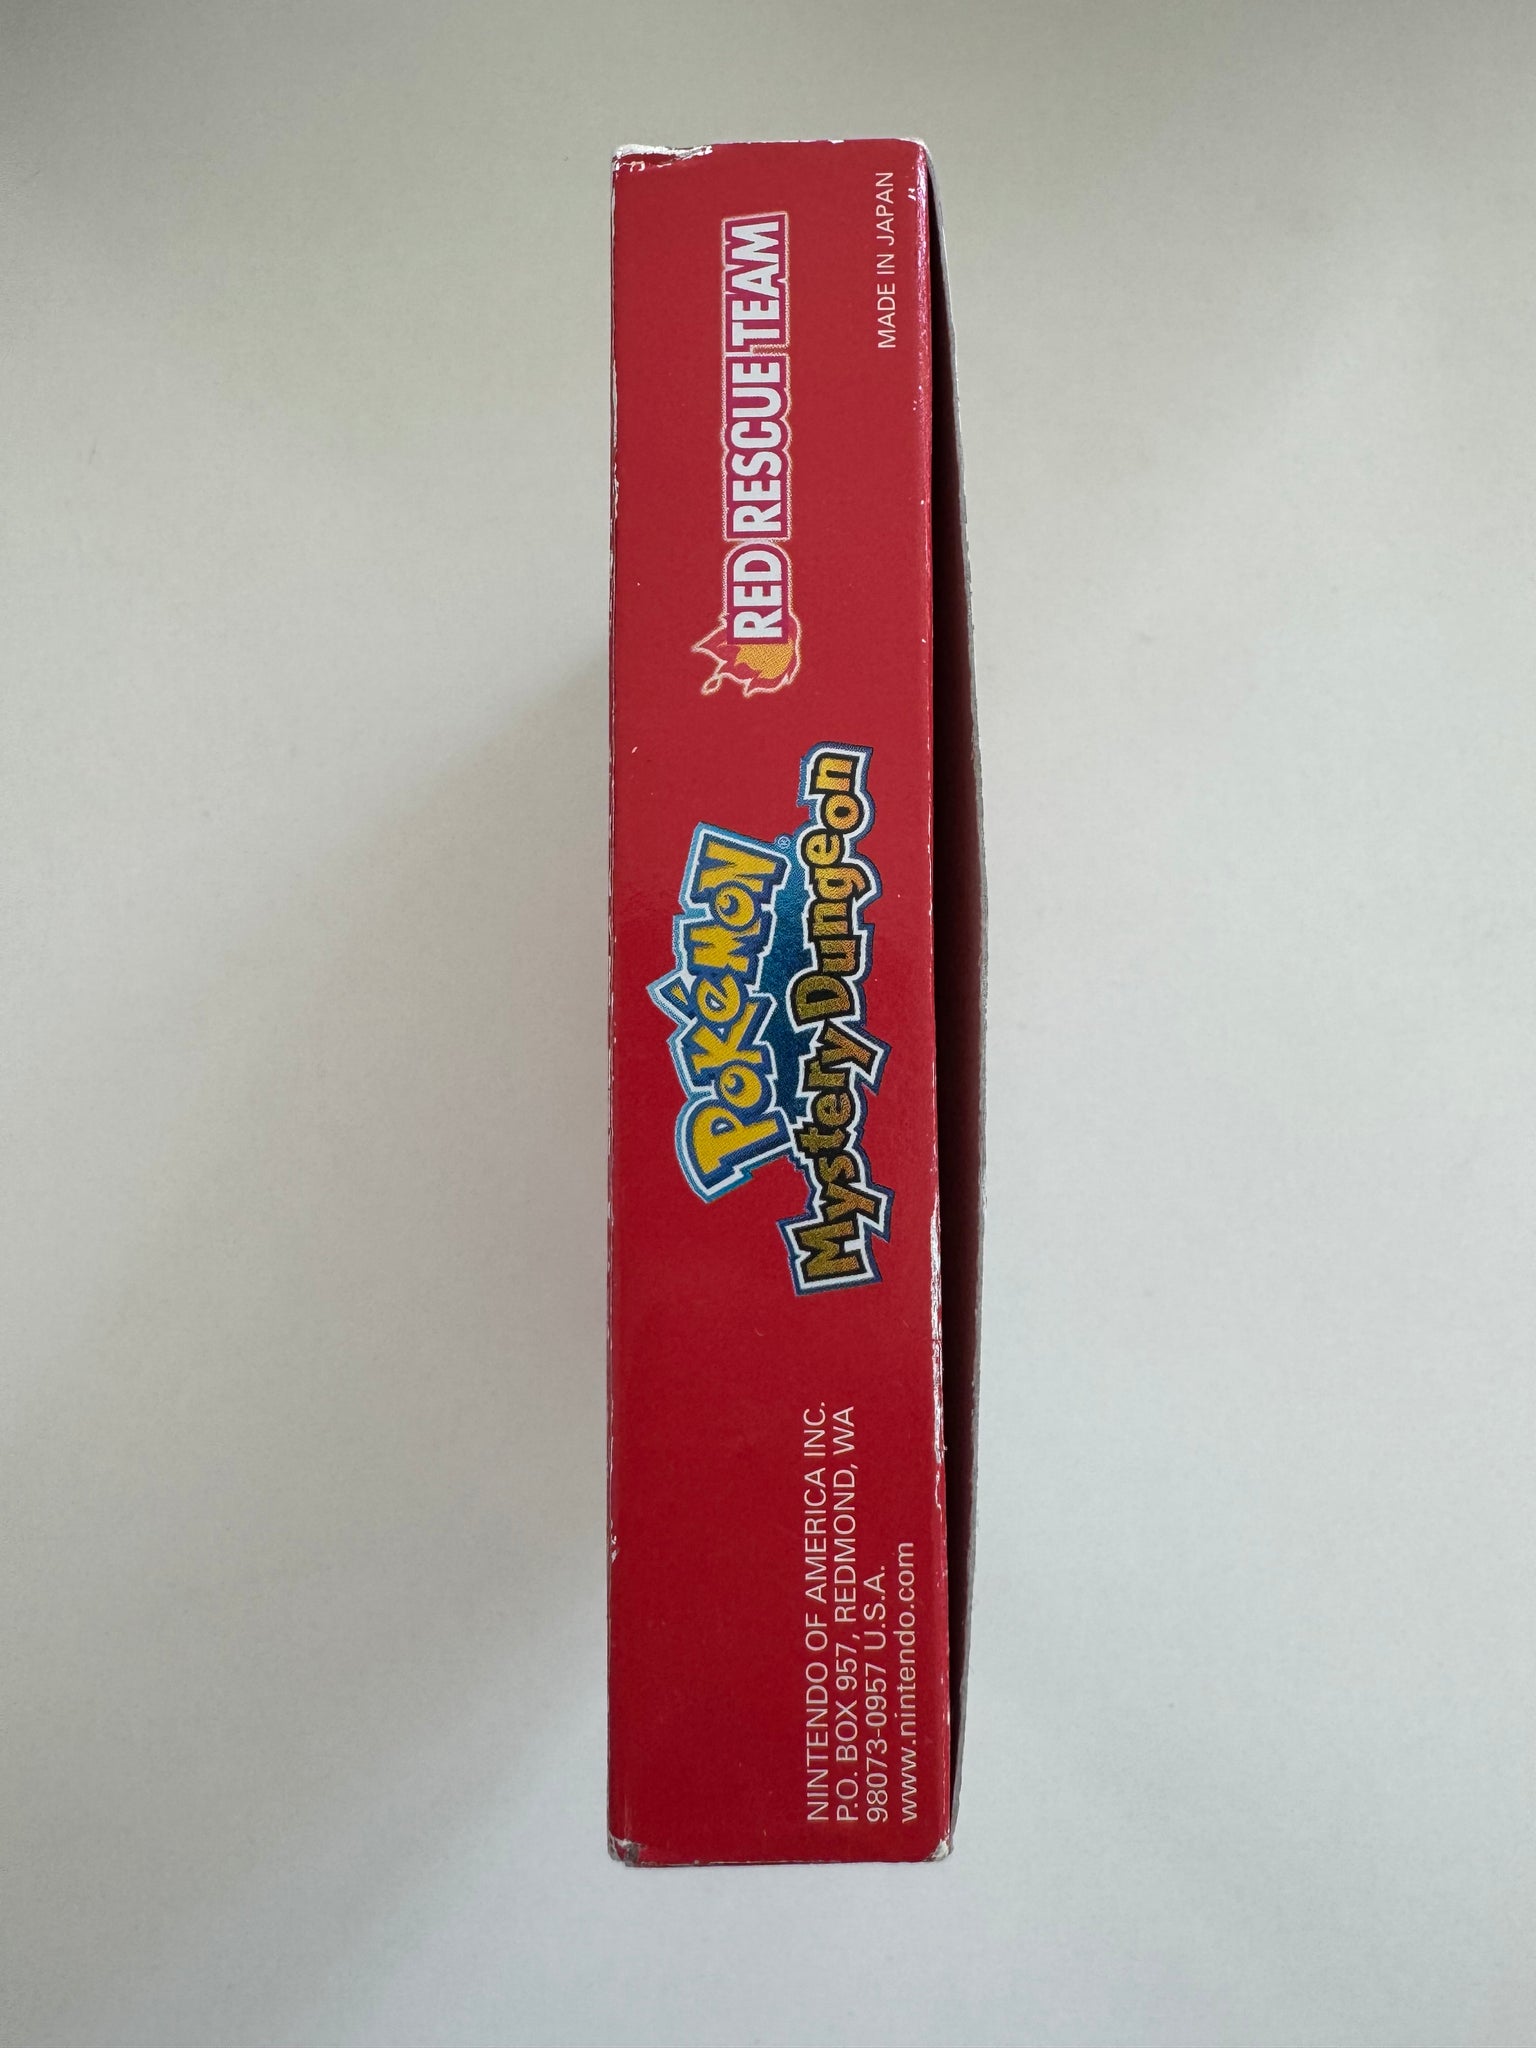 NINTENDO OF AMERICA INC.
P.O. BOX 957, REDMOND, WA
98073-0957 U.S.A.
www.nintendo.com
POKéMON®
Mystery Dungeon
RED RESCUE TEAM
MADE IN JAPAN